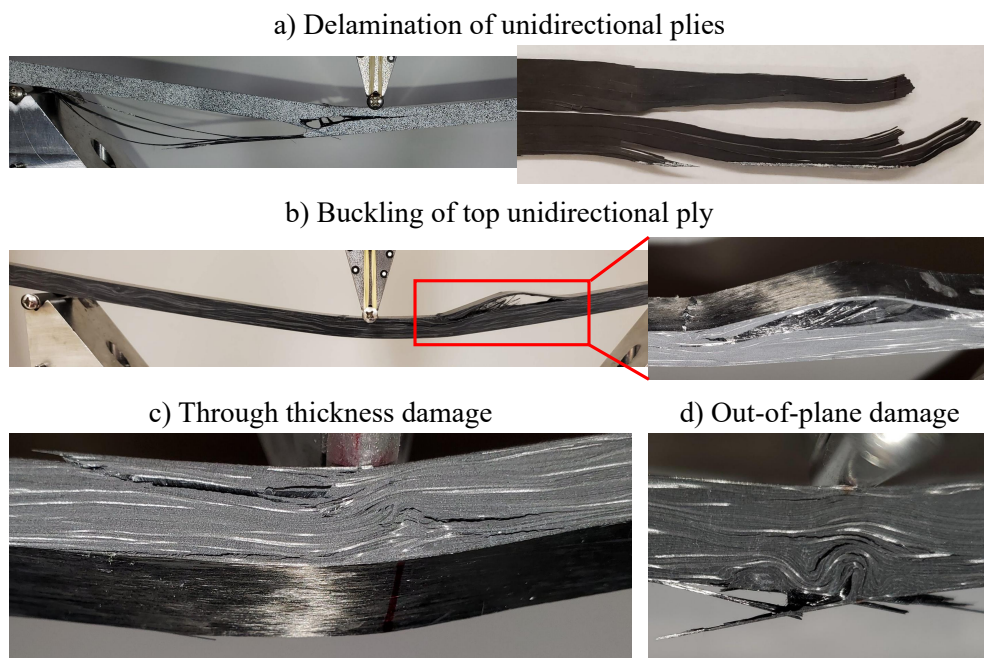 a) Delamination of unidirectional plies
b) Buckling of top unidirectional ply
c) Through thickness damage
d) Out-of-plane damage